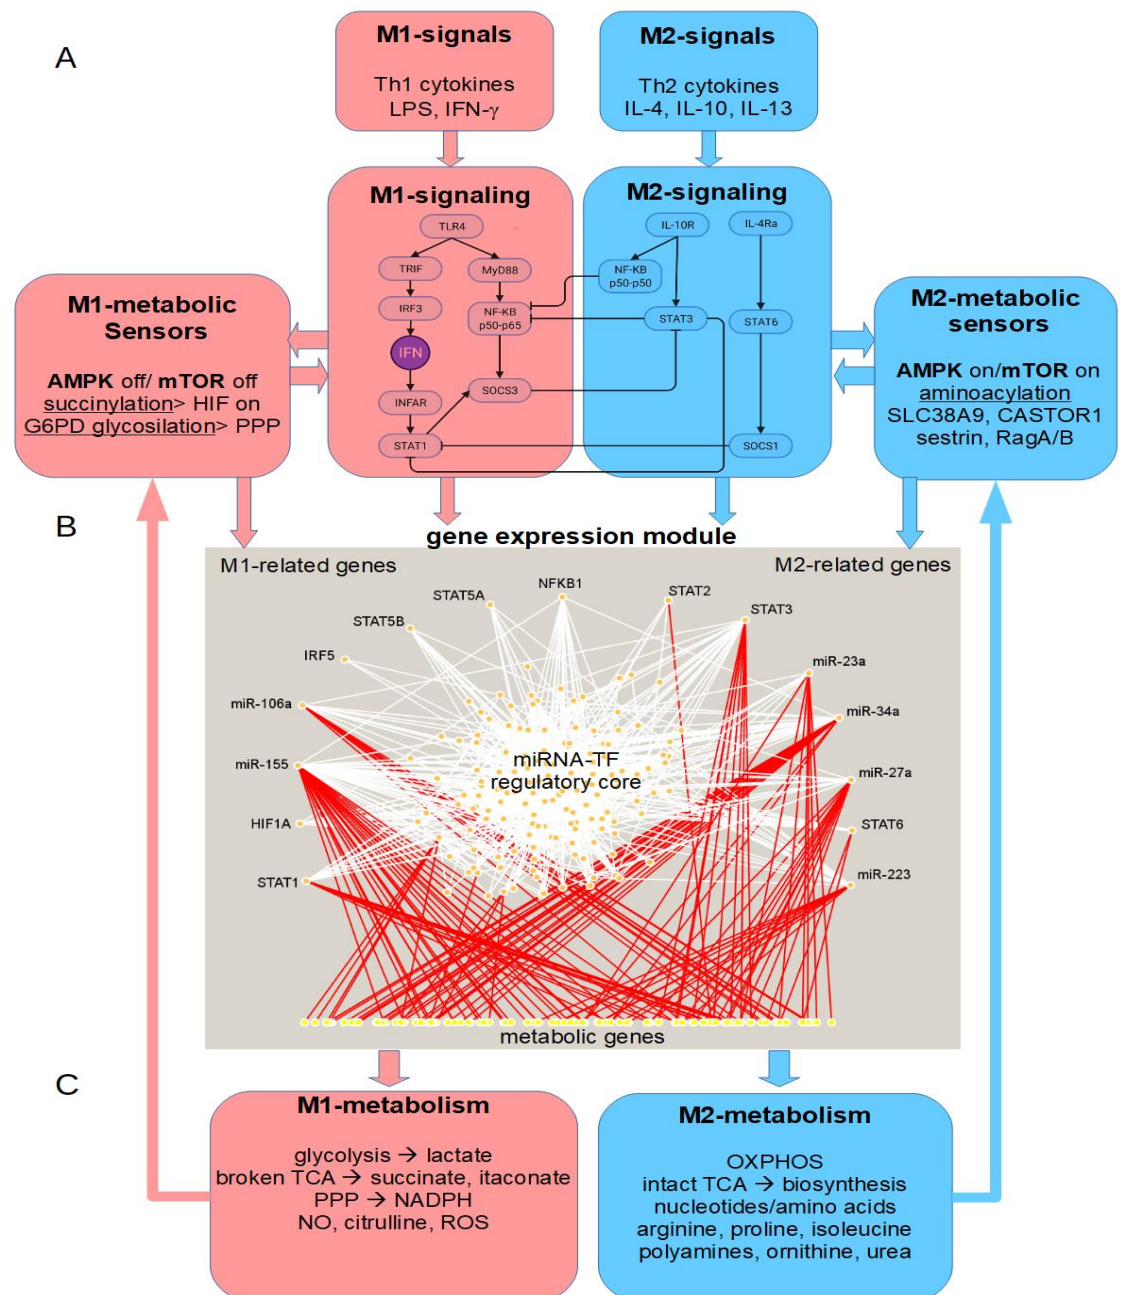 A
M1-signals
Th1 cytokines
LPS, IFN-γ
M2-signals
Th2 cytokines
IL-4, IL-10, IL-13
M1-signaling
TLR4
TRIF
MyD88
IRF3
NF-KB
p50-p65
IFN
SOCS3
INFAR
STAT1
M2-signaling
IL-10R
IL-4Ra
NF-KB
p50-p50
STAT3
STAT6
SOCS1
M1-metabolic
Sensors
AMPK off/ mTOR off
succinylation> HIF on
G6PD glycosilation> PPP
M2-metabolic
sensors
AMPK on/mTOR on
aminoacylation
SLC38A9, CASTOR1
sestrin, RagA/B
B
gene expression module
M1-related genes
M2-related genes
NFKB1
STAT5A
STAT2
STAT5B
STAT3
IRF5
miR-23a
miR-106a
miR-34a
miR-155
miRNA-TF
regulatory core
miR-27a
HIF1A
STAT6
STAT1
miR-223
metabolic genes
C
M1-metabolism
glycolysis → lactate
broken TCA → succinate, itaconate
PPP → NADPH
NO, citrulline, ROS
M2-metabolism
OXPHOS
intact TCA → biosynthesis
nucleotides/amino acids
arginine, proline, isoleucine
polyamines, ornithine, urea